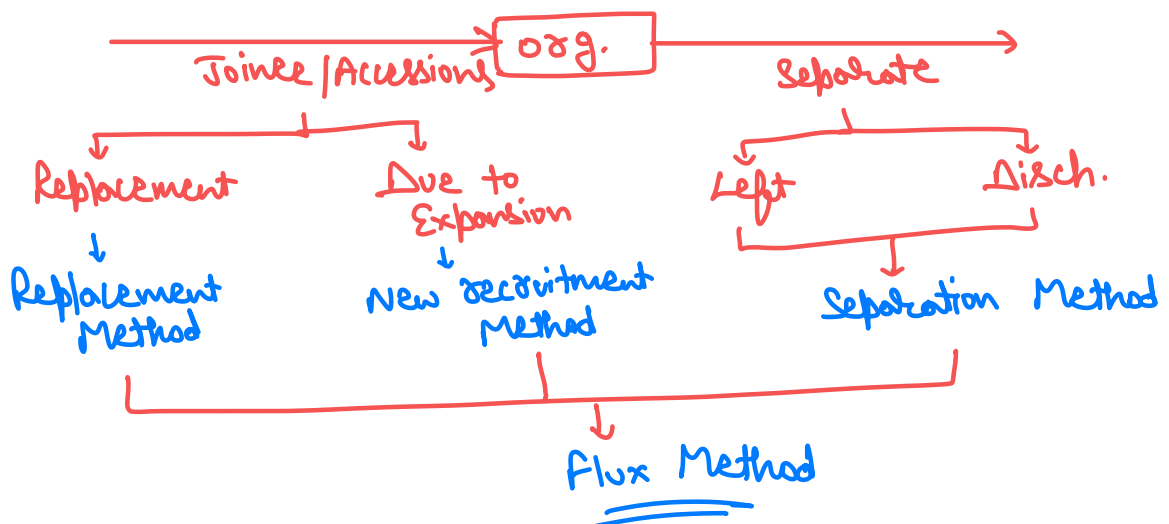 org.
Joinee/Accessions
Separate
Replacement
Due to
Expansion
Left
Disch.
Replacement
Method
New recruitment
Method
Separation Method
Flux Method